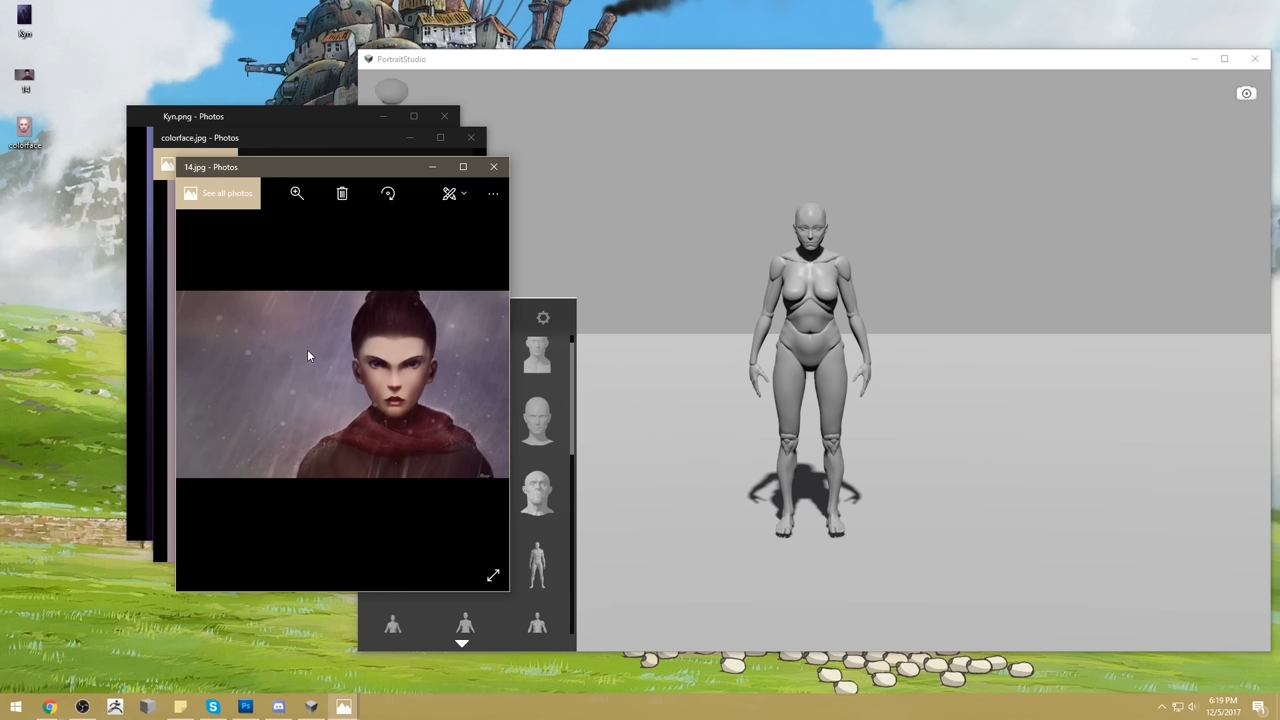 Kyn
14
colorface
PortraitStudio
Kyn.png - Photos
colorface.jpg - Photos
14.jpg - Photos
See all photos
6:19 PM
12/5/2017